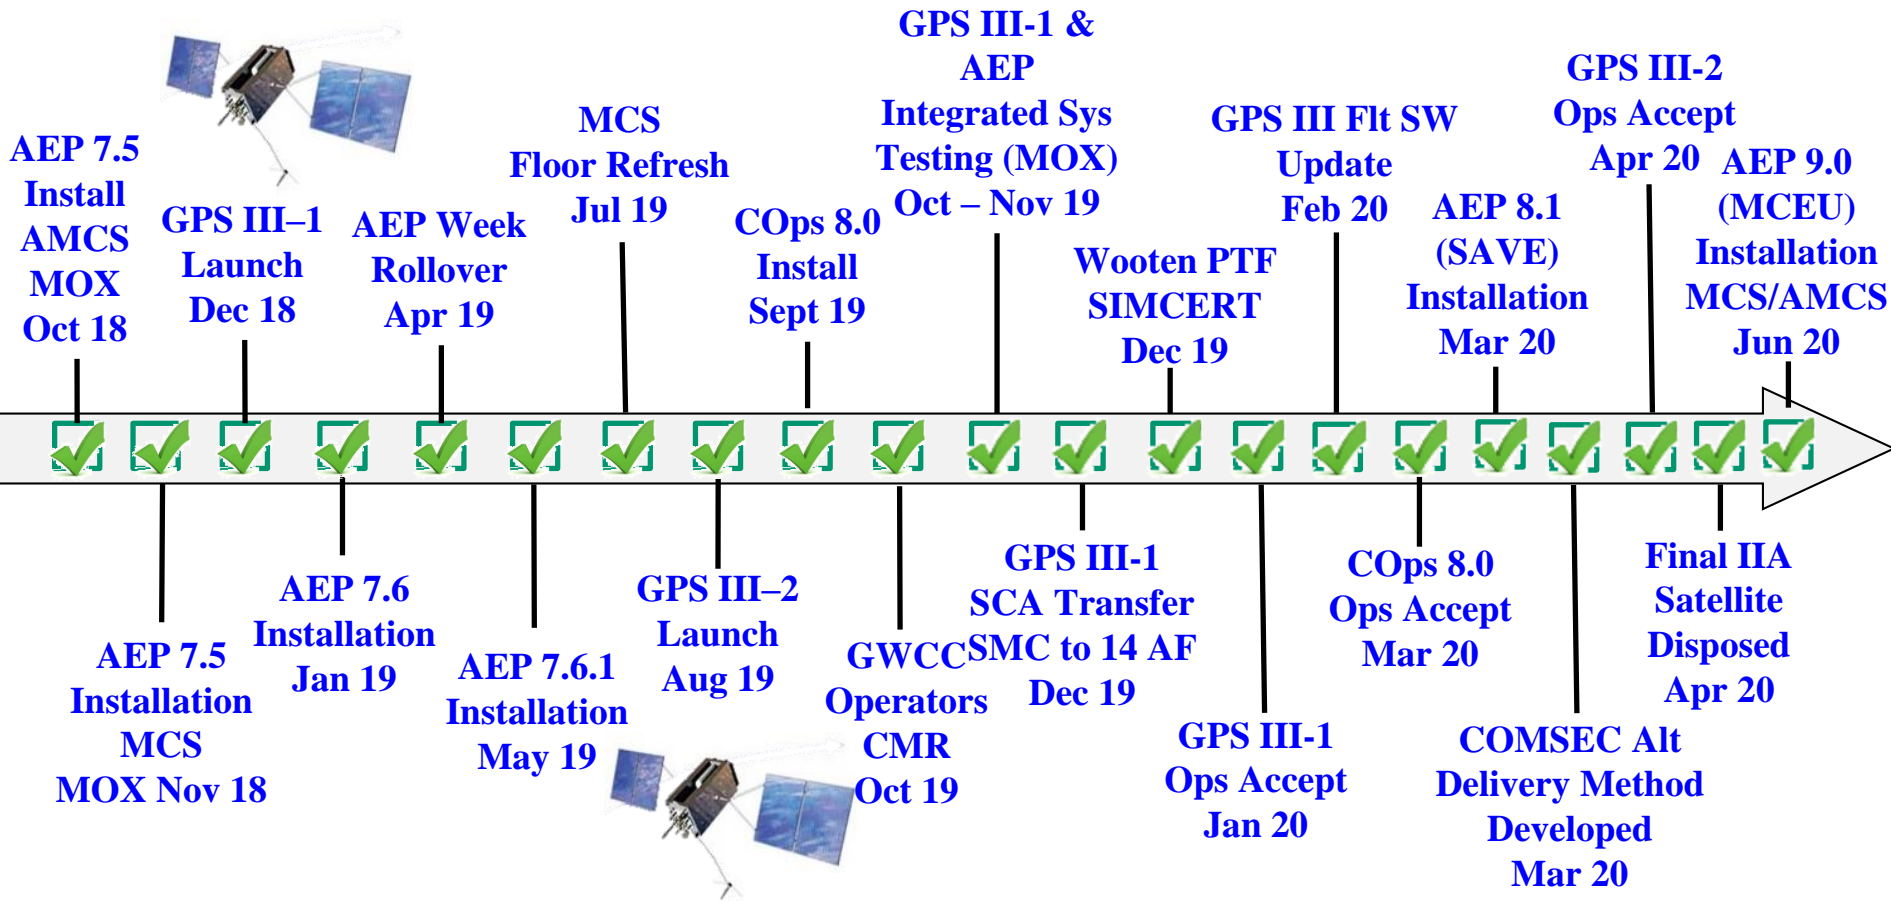 AEP 7.5
Install
AMCS
MOX
Oct 18
AEP 7.5
Installation
MCS
MOX Nov 18
GPS III–1
Launch
Dec 18
AEP 7.6
Installation
Jan 19
AEP Week
Rollover
Apr 19
AEP 7.6.1
Installation
May 19
MCS
Floor Refresh
Jul 19
GPS III–2
Launch
Aug 19
COps 8.0
Install
Sept 19
GWCC
Operators
CMR
Oct 19
GPS III-1 &
AEP
Integrated Sys
Testing (MOX)
Oct – Nov 19
GPS III-1
SCA Transfer
SMC to 14 AF
Dec 19
Wooten PTF
SIMCERT
Dec 19
GPS III-1
Ops Accept
Jan 20
GPS III Flt SW
Update
Feb 20
COps 8.0
Ops Accept
Mar 20
AEP 8.1
(SAVE)
Installation
Mar 20
COMSEC Alt
Delivery Method
Developed
Mar 20
GPS III-2
Ops Accept
Apr 20
Final IIA
Satellite
Disposed
Apr 20
AEP 9.0
(MCEU)
Installation
MCS/AMCS
Jun 20